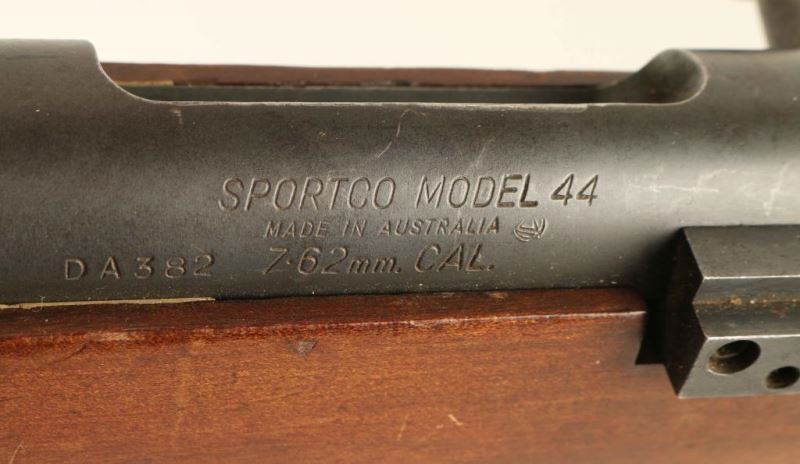 SPORTCO MODEL 44
MADE IN AUSTRALIA
DA382 7·62mm. CAL.